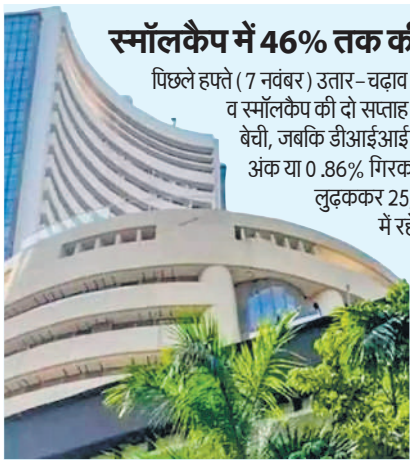 स्मॉलकैप में 46% तक की
पिछले हफ्ते ( 7 नवंबर ) उतार-चढ़ाव
व स्मॉलकैप की दो सप्ताह
बेची, जबकि डीआईआई
अंक या 0.86% गिरक
लुढ़ककर 25
में रहे